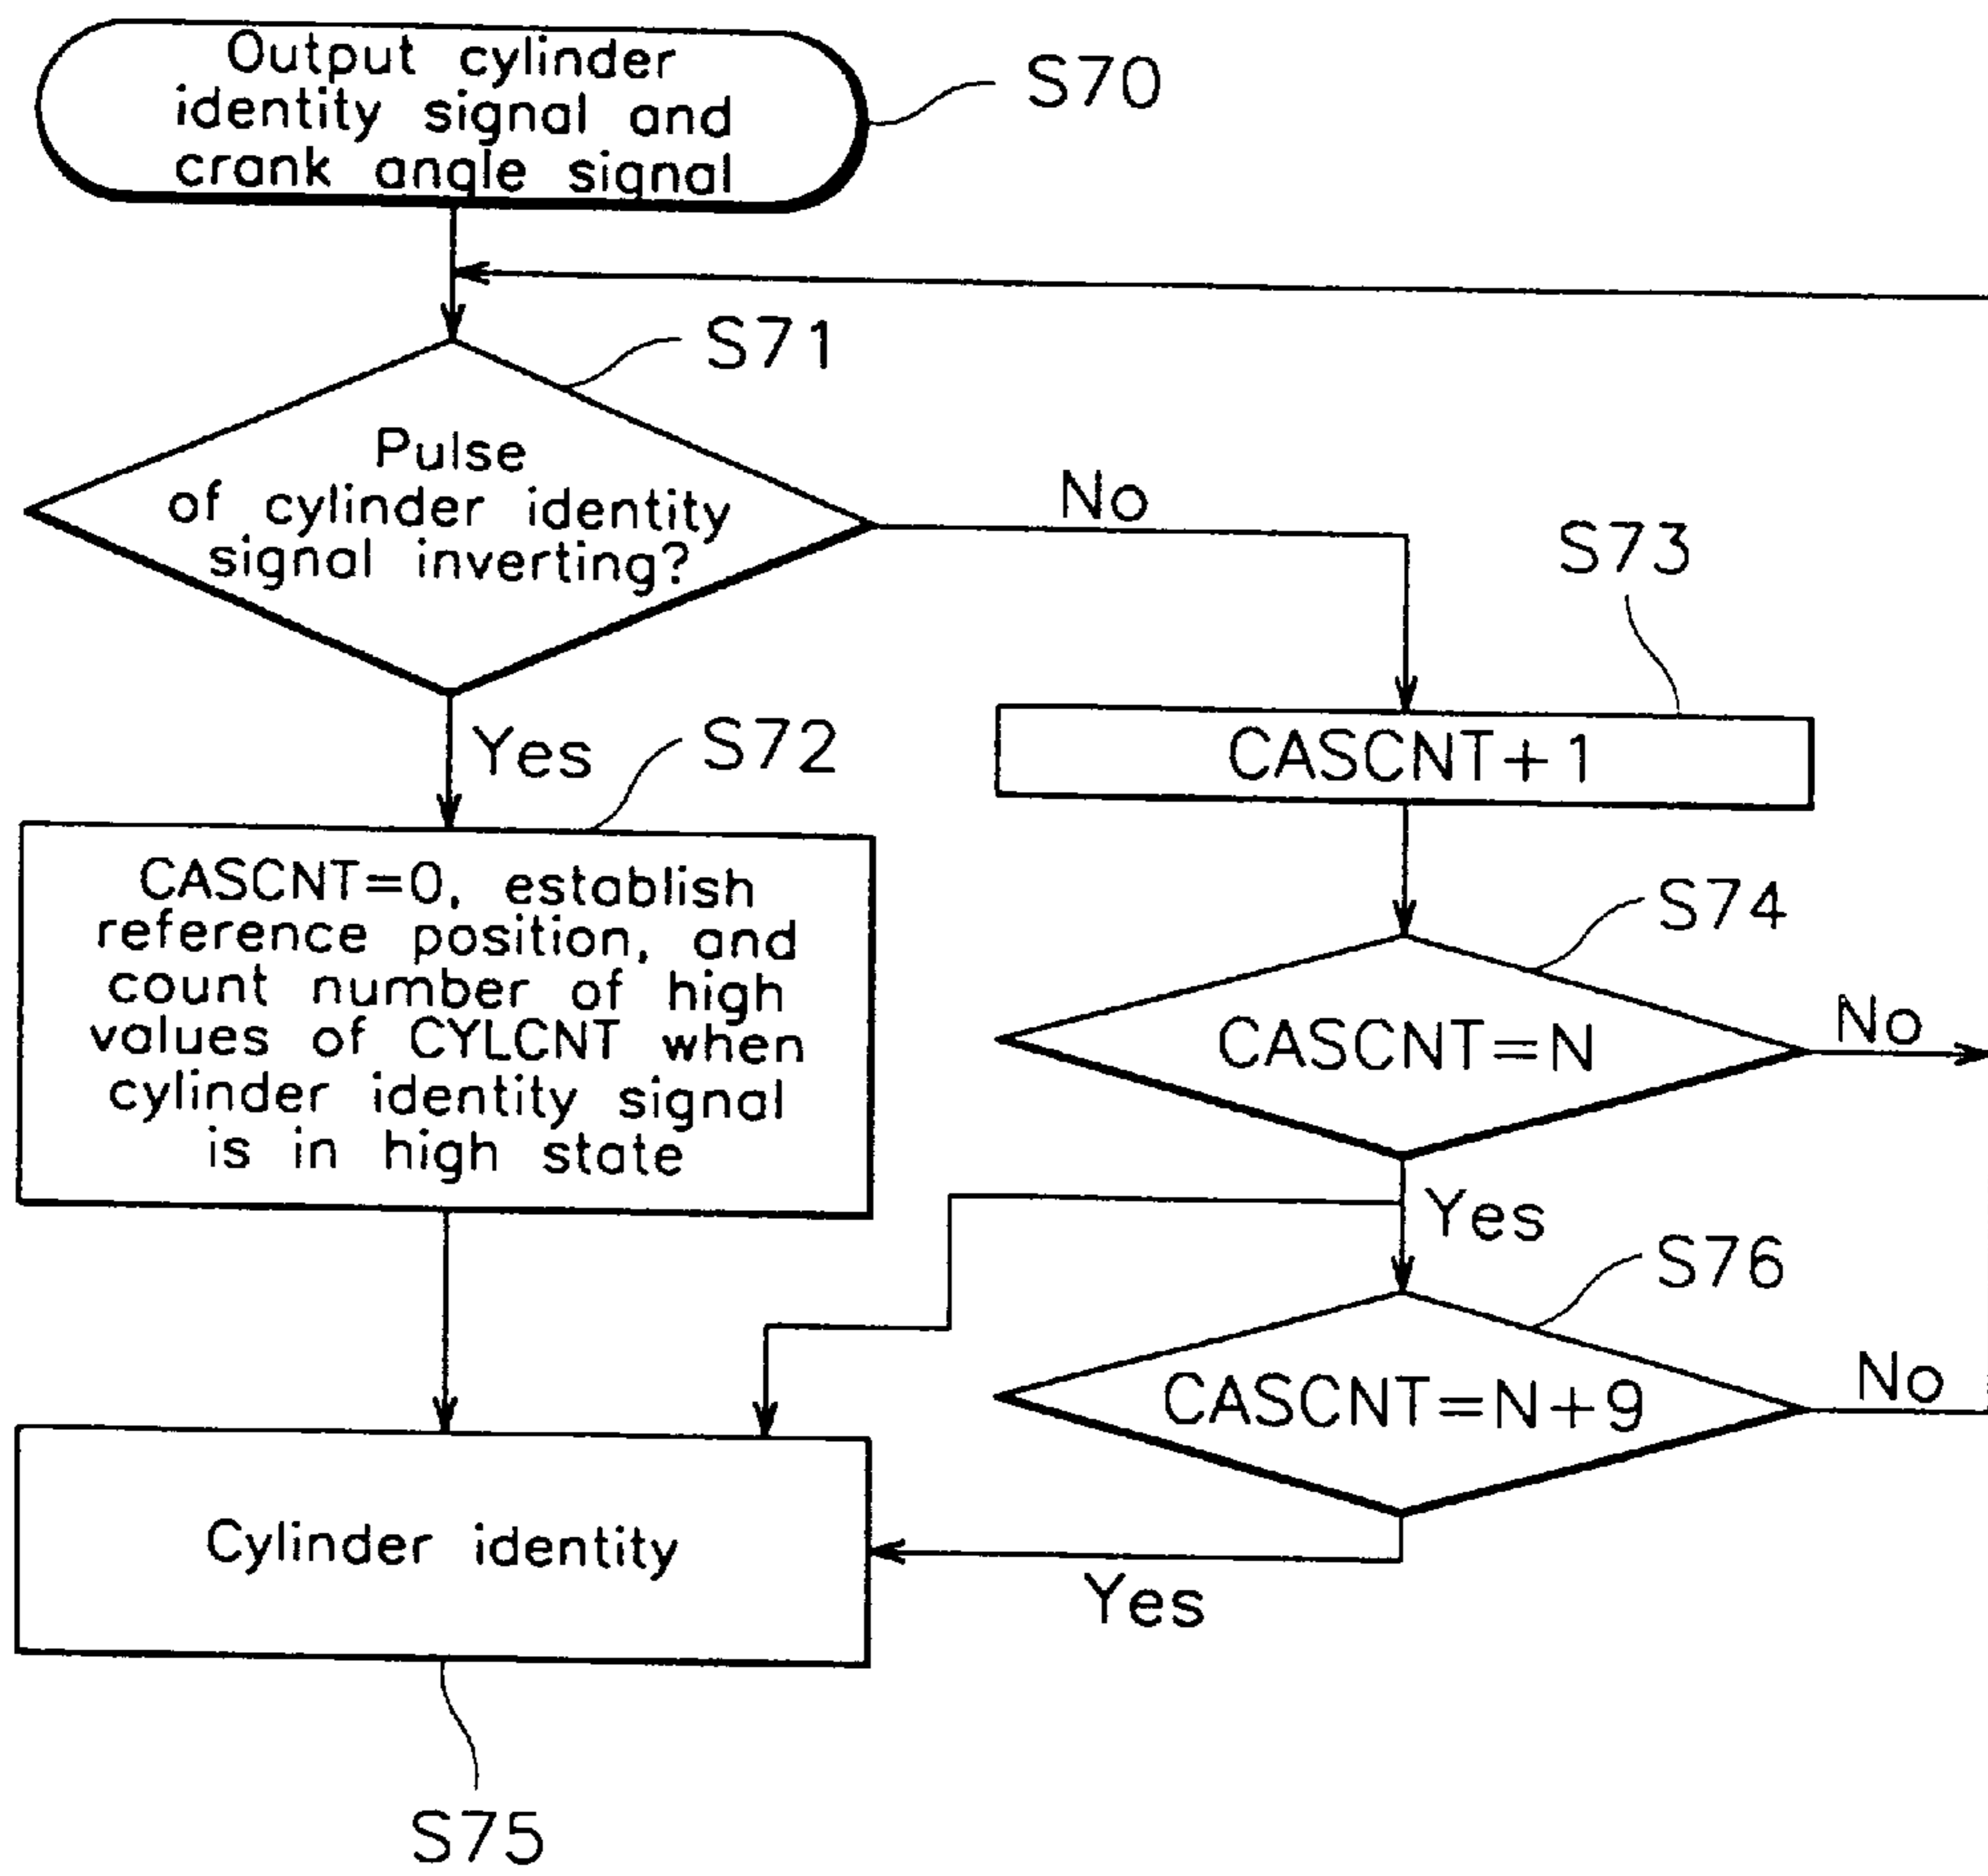 Output cylinder
identity signal and
crank angle signal
S70
S71
Pulse
of cylinder identity
signal inverting?
No
S73
Yes
S72
CASCNT+1
CASCNT=0, establish
reference position, and
count number of high
values of CYLCNT when
cylinder identity signal
is in high state
S74
CASCNT=N
No
Yes
S76
CASCNT=N+9
No
Cylinder identity
Yes
S75